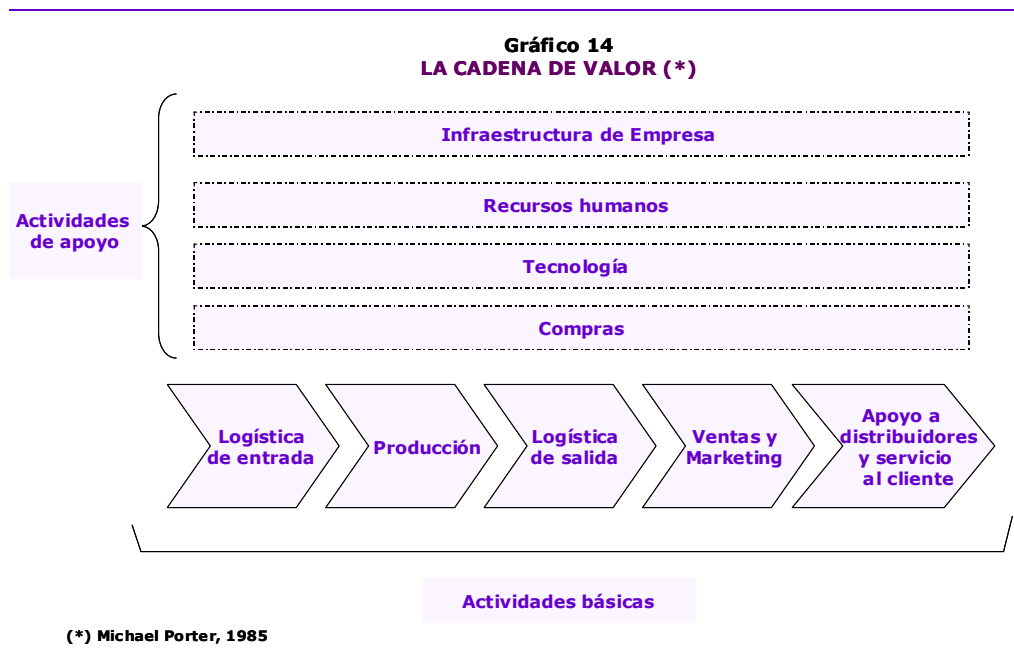 Gráfico 14
LA CADENA DE VALOR (*)
Infraestructura de Empresa
Recursos humanos
Actividades
de apoyo
Tecnología
Compras
Logística
de entrada
Producción
Logística
de salida
Ventas y
Marketing
Apoyo a
distribuidores
y servicio
al cliente
Actividades básicas
(*) Michael Porter, 1985